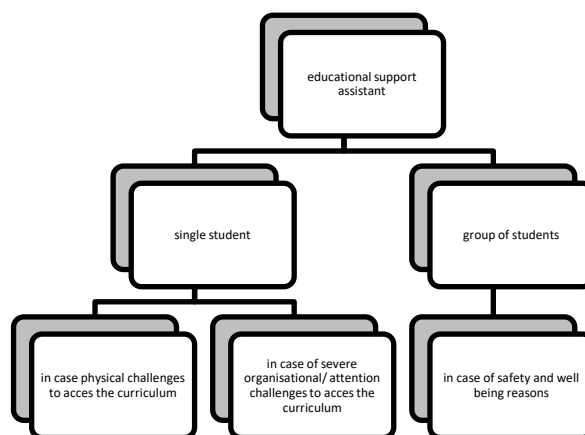 educational support
assistant
single student
group of students
in case physical challenges
to acces the curriculum
in case of severe
organisational/ attention
challenges to acces the
curriculum
in case of safety and well
being reasons